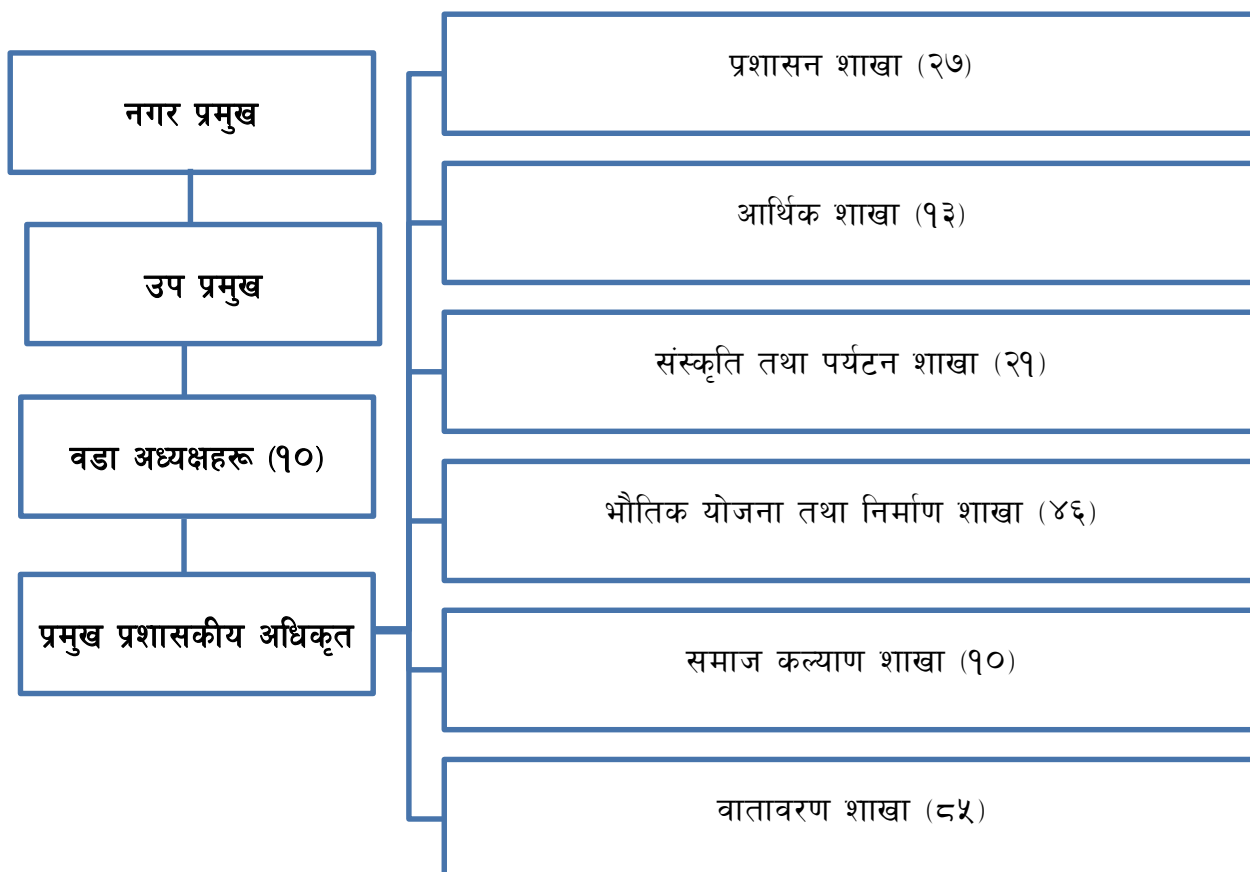 नगर प्रमुख
उप प्रमुख
वडा अध्यक्षहरू (१०)
प्रमुख प्रशासकीय अधिकृत
प्रशासन शाखा (२७)
आर्थिक शाखा (१३)
संस्कृति तथा पर्यटन शाखा (२१)
भौतिक योजना तथा निर्माण शाखा (४६)
समाज कल्याण शाखा (१०)
वातावरण शाखा (८५)